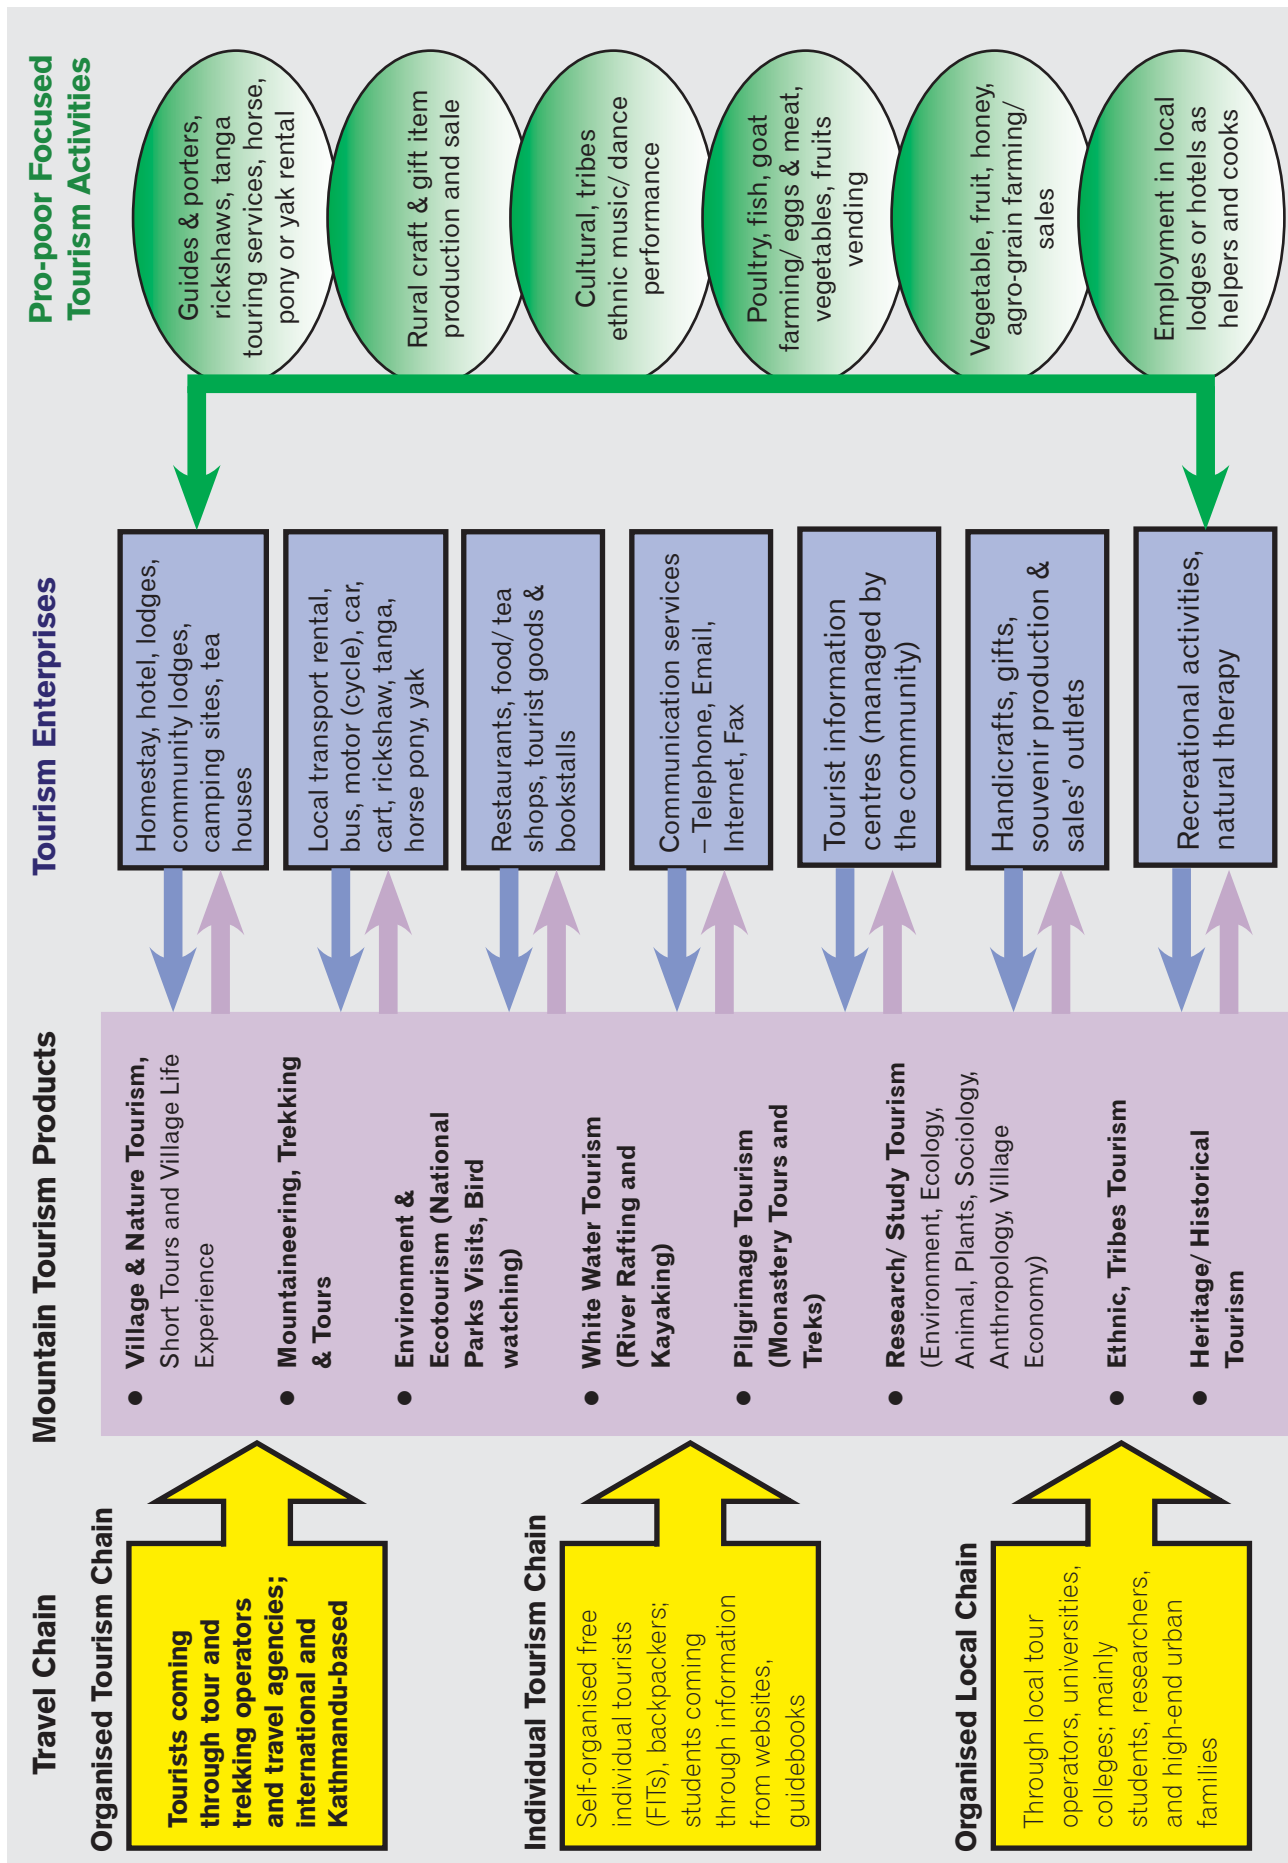 Travel Chain
Organised Tourism Chain
Tourists coming
through tour and
trekking operators
and travel agencies;
international and
Kathmandu-based
Individual Tourism Chain
Self-organised free
individual tourists
(FITs), backpackers;
students coming
through information
from websites,
guidebooks
Organised Local Chain
Through local tour
operators, universities,
colleges; mainly
students, researchers,
and high-end urban
families
Mountain Tourism Products
● Village & Nature Tourism,
Short Tours and Village Life
Experience
● Mountaineering, Trekking
& Tours
● Environment &
Ecotourism (National
Parks Visits, Bird
watching)
● White Water Tourism
(River Rafting and
Kayaking)
● Pilgrimage Tourism
(Monastery Tours and
Treks)
● Research/ Study Tourism
(Environment, Ecology,
Animal, Plants, Sociology,
Anthropology, Village
Economy)
● Ethnic, Tribes Tourism
● Heritage/ Historical
Tourism
Tourism Enterprises
Homestay, hotel, lodges,
community lodges,
camping sites, tea
houses
Local transport rental,
bus, motor (cycle), car,
cart, rickshaw, tanga,
horse pony, yak
Restaurants, food/ tea
shops, tourist goods &
bookstalls
Communication services
– Telephone, Email,
Internet, Fax
Tourist information
centres (managed by
the community)
Handicrafts, gifts,
souvenir production &
sales’ outlets
Recreational activities,
natural therapy
Pro-poor Focused
Tourism Activities
Guides & porters,
rickshaws, tanga
touring services, horse,
pony or yak rental
Rural craft & gift item
production and sale
Cultural, tribes
ethnic music/ dance
performance
Poultry, fish, goat
farming/ eggs & meat,
vegetables, fruits
vending
Vegetable, fruit, honey,
agro-grain farming/
sales
Employment in local
lodges or hotels as
helpers and cooks